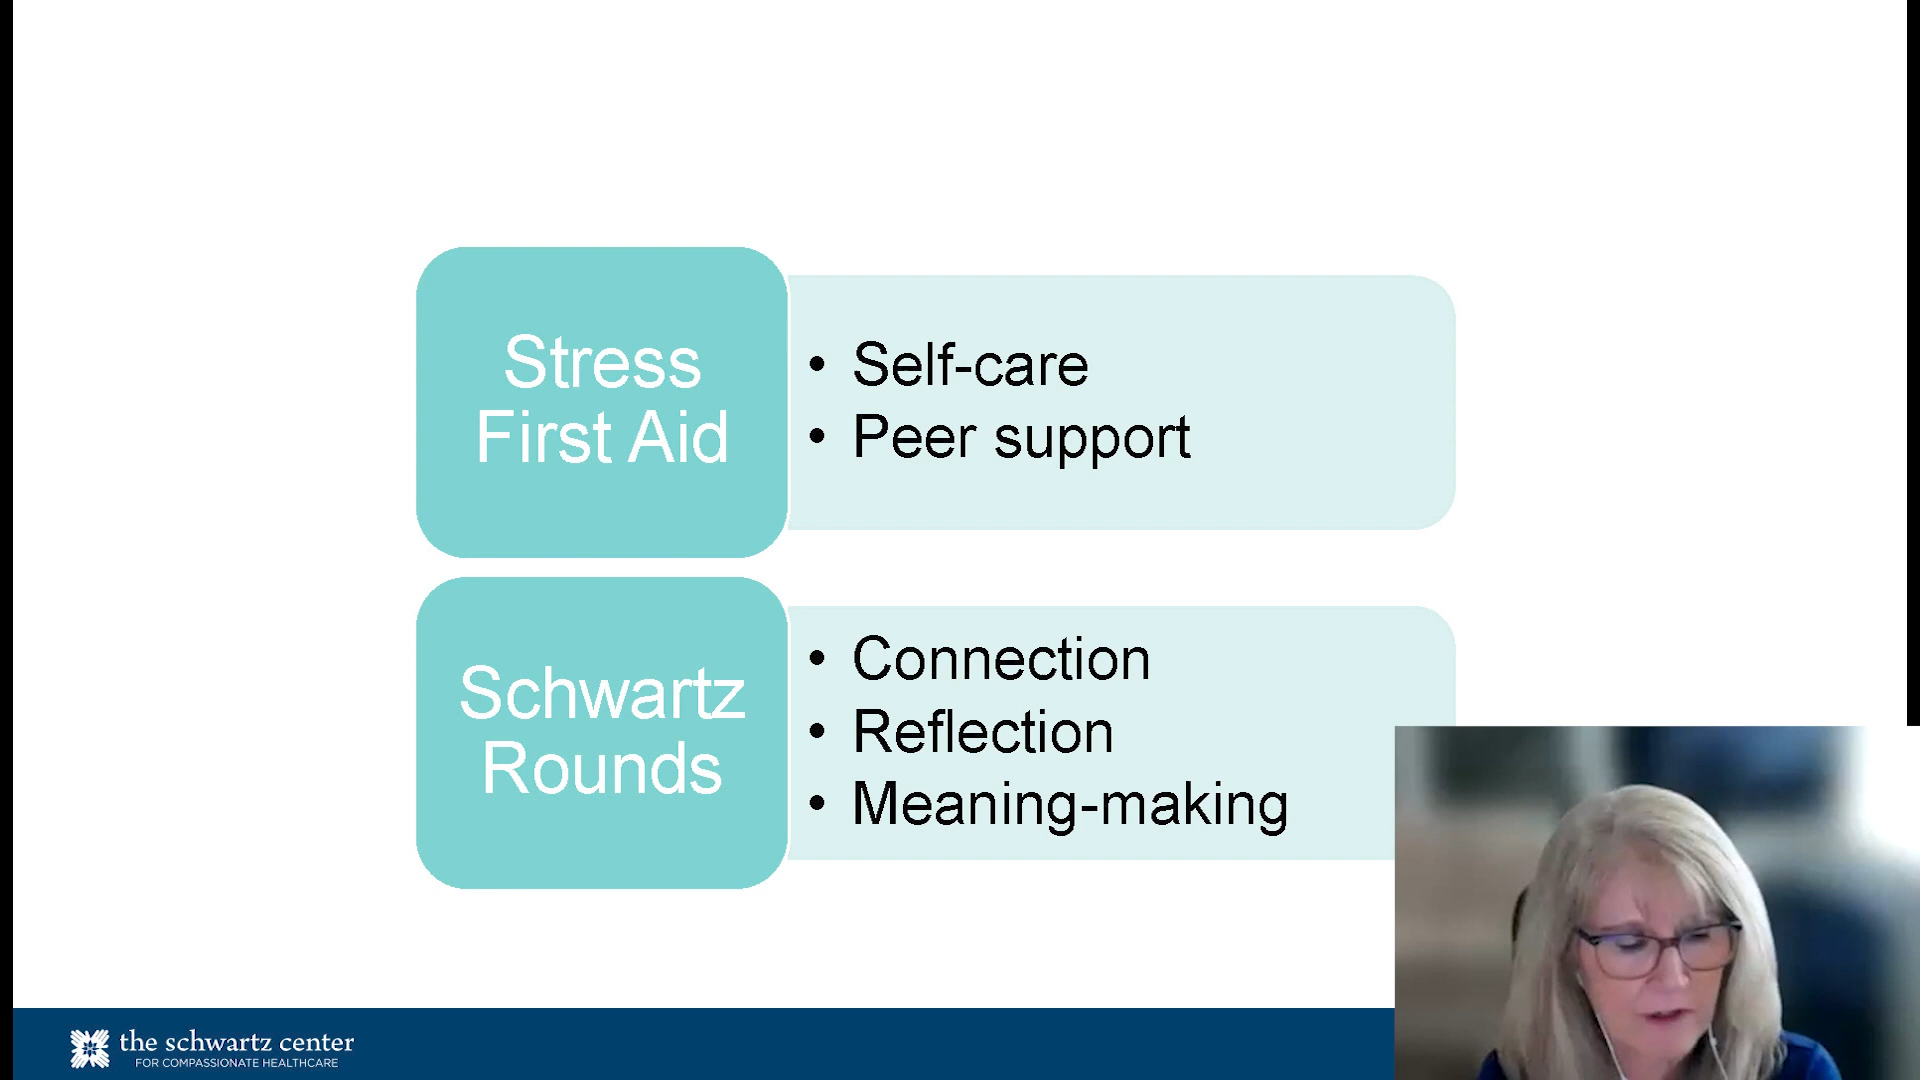 Stress
First Aid
• Self-care
• Peer support
Schwartz
Rounds
• Connection
• Reflection
• Meaning-making
the schwartz center
FOR COMPASSIONATE HEALTHCARE